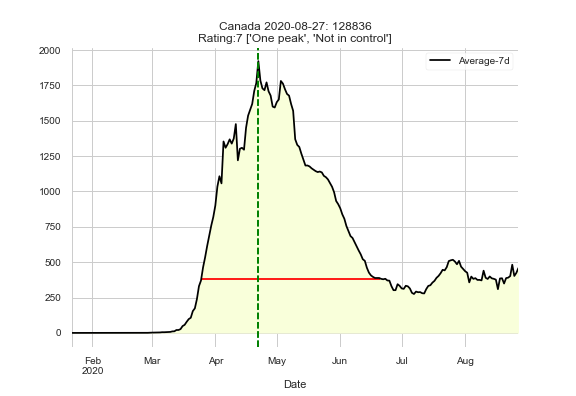 Canada 2020-08-27: 128836
Rating:7 ['One peak', 'Not in control']
2000
Average-7d
1750
1500
1250
1000
750
500
250
0
Feb Mar Apr May Jun Jul Aug
2020
Date